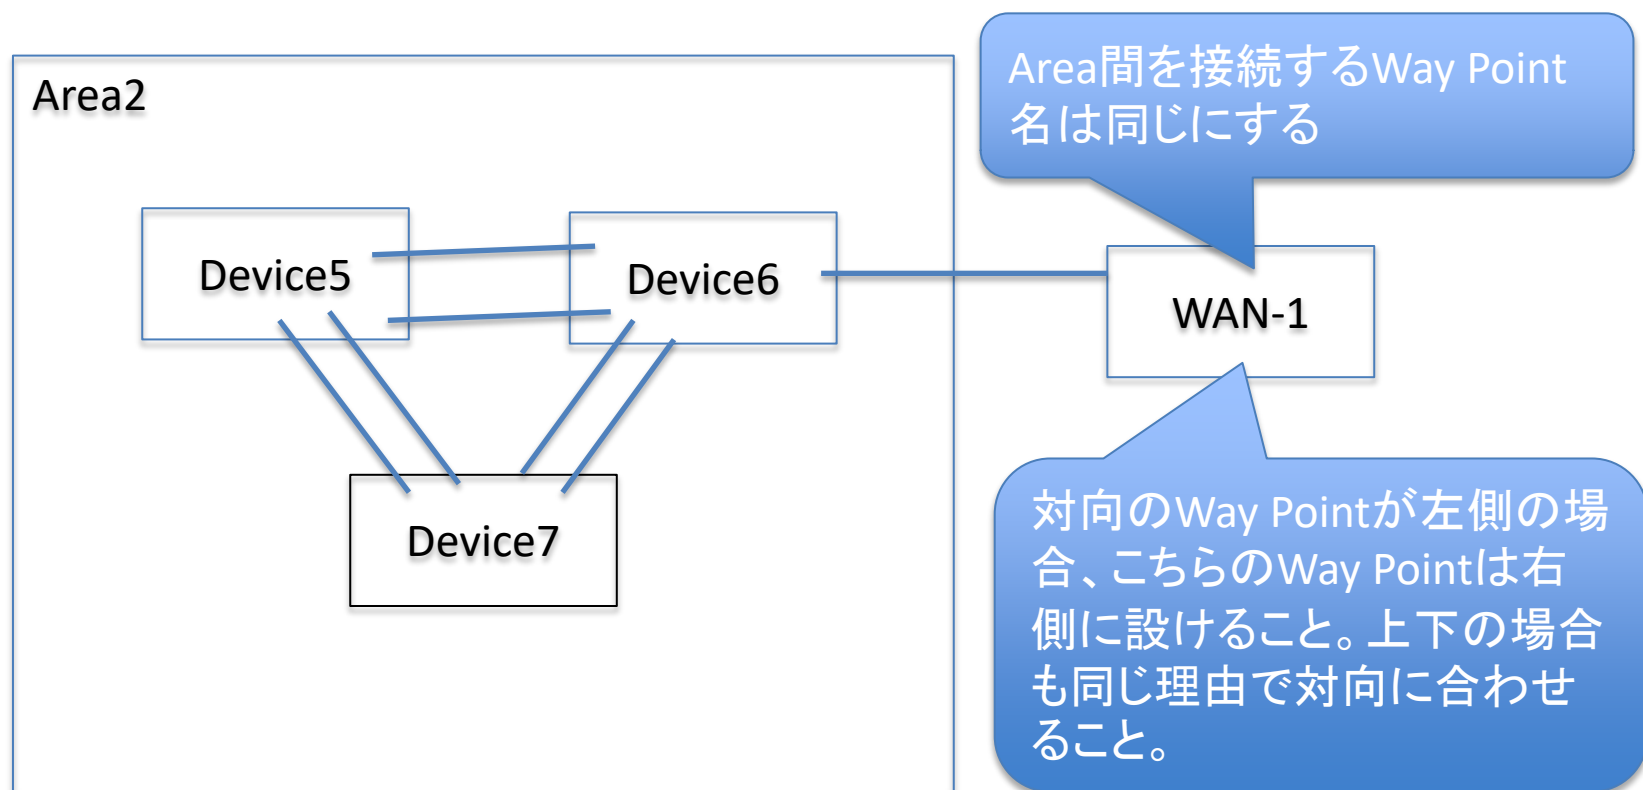 Area2
Area間を接続するWay Point
名は同じにする
Device5
Device6
WAN-1
Device7
対向のWay Pointが左側の場
合、こちらのWay Pointは右
側に設けること。上下の場合
も同じ理由で対向に合わせ
ること。